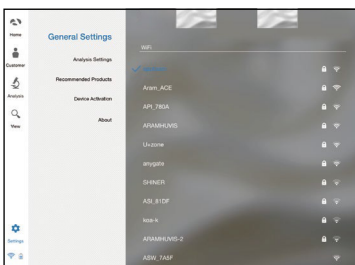 Home
Customer
Analysis
View
Settings
General Settings
Analysis Settings
Recommended Products
Device Activation
About
WiFi
Aram_ACE
API_780A
ARAMHUVIS
U+zone
anygate
SHINER
ASI_81DF
ARAMHUVIS-2
ASW_7A5F